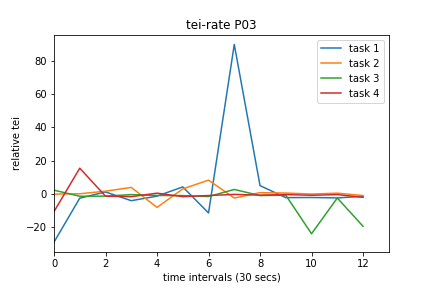 tei-rate P03
task 1
task 2
task 3
task 4
relative tei
80
60
40
20
0
−20
0 2 4 6 8 10 12
time intervals (30 secs)